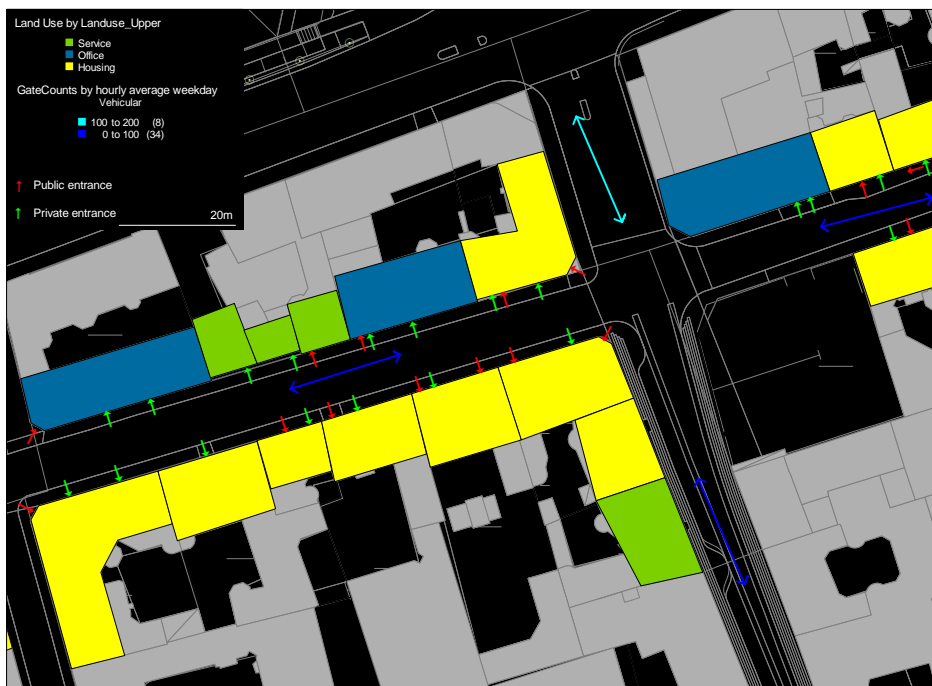 Land Use by Landuse_Upper
Service
Office
Housing
GateCounts by hourly average weekday
Vehicular
100 to 200 (8)
0 to 100 (34)
Public entrance
Private entrance
20m